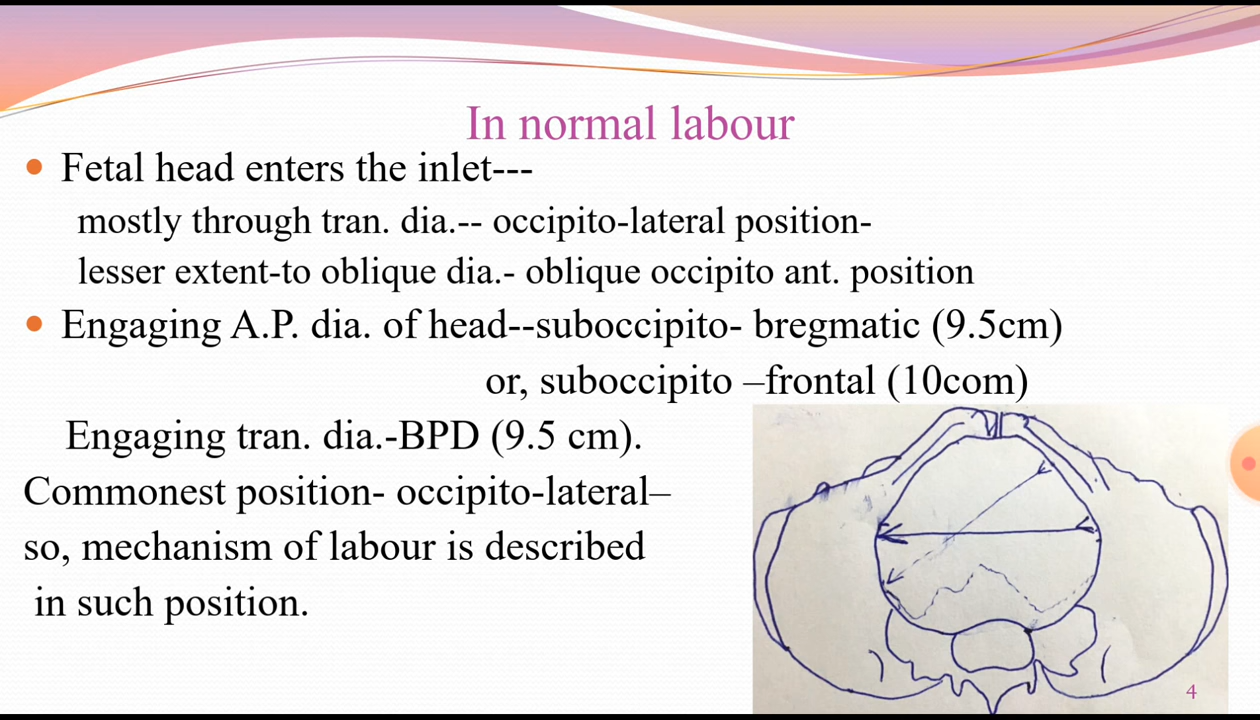 In normal labour
Fetal head enters the inlet---
mostly through tran. dia.-- occipito-lateral position-
lesser extent-to oblique dia.- oblique occipito ant. position
Engaging A.P. dia. of head--suboccipito- bregmatic (9.5cm)
or, suboccipito –frontal (10com)
Engaging tran. dia.-BPD (9.5 cm).
Commonest position- occipito-lateral–
so, mechanism of labour is described
in such position.
4